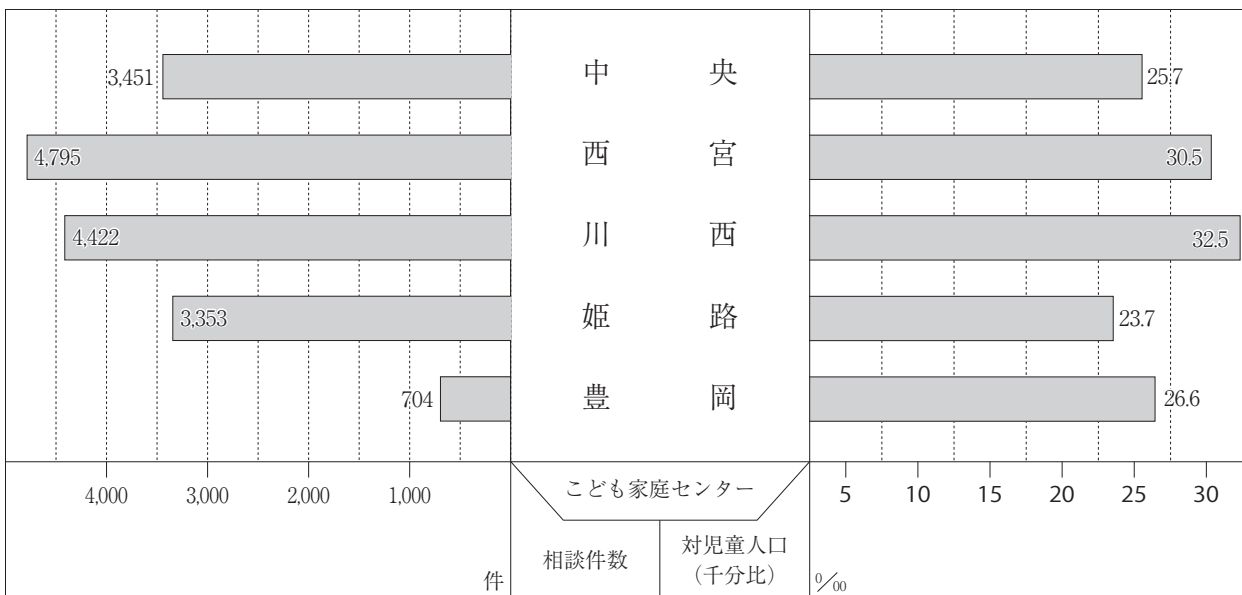 3,451 中央 25.7
4,795 西宮 30.5
4,422 川西 32.5
3,353 姫路 23.7
704 豊岡 26.6
4,000 3,000 2,000 1,000 こども家庭センター 5 10 15 20 25 30
件 相談件数 対児童人口 0/00
(千分比)